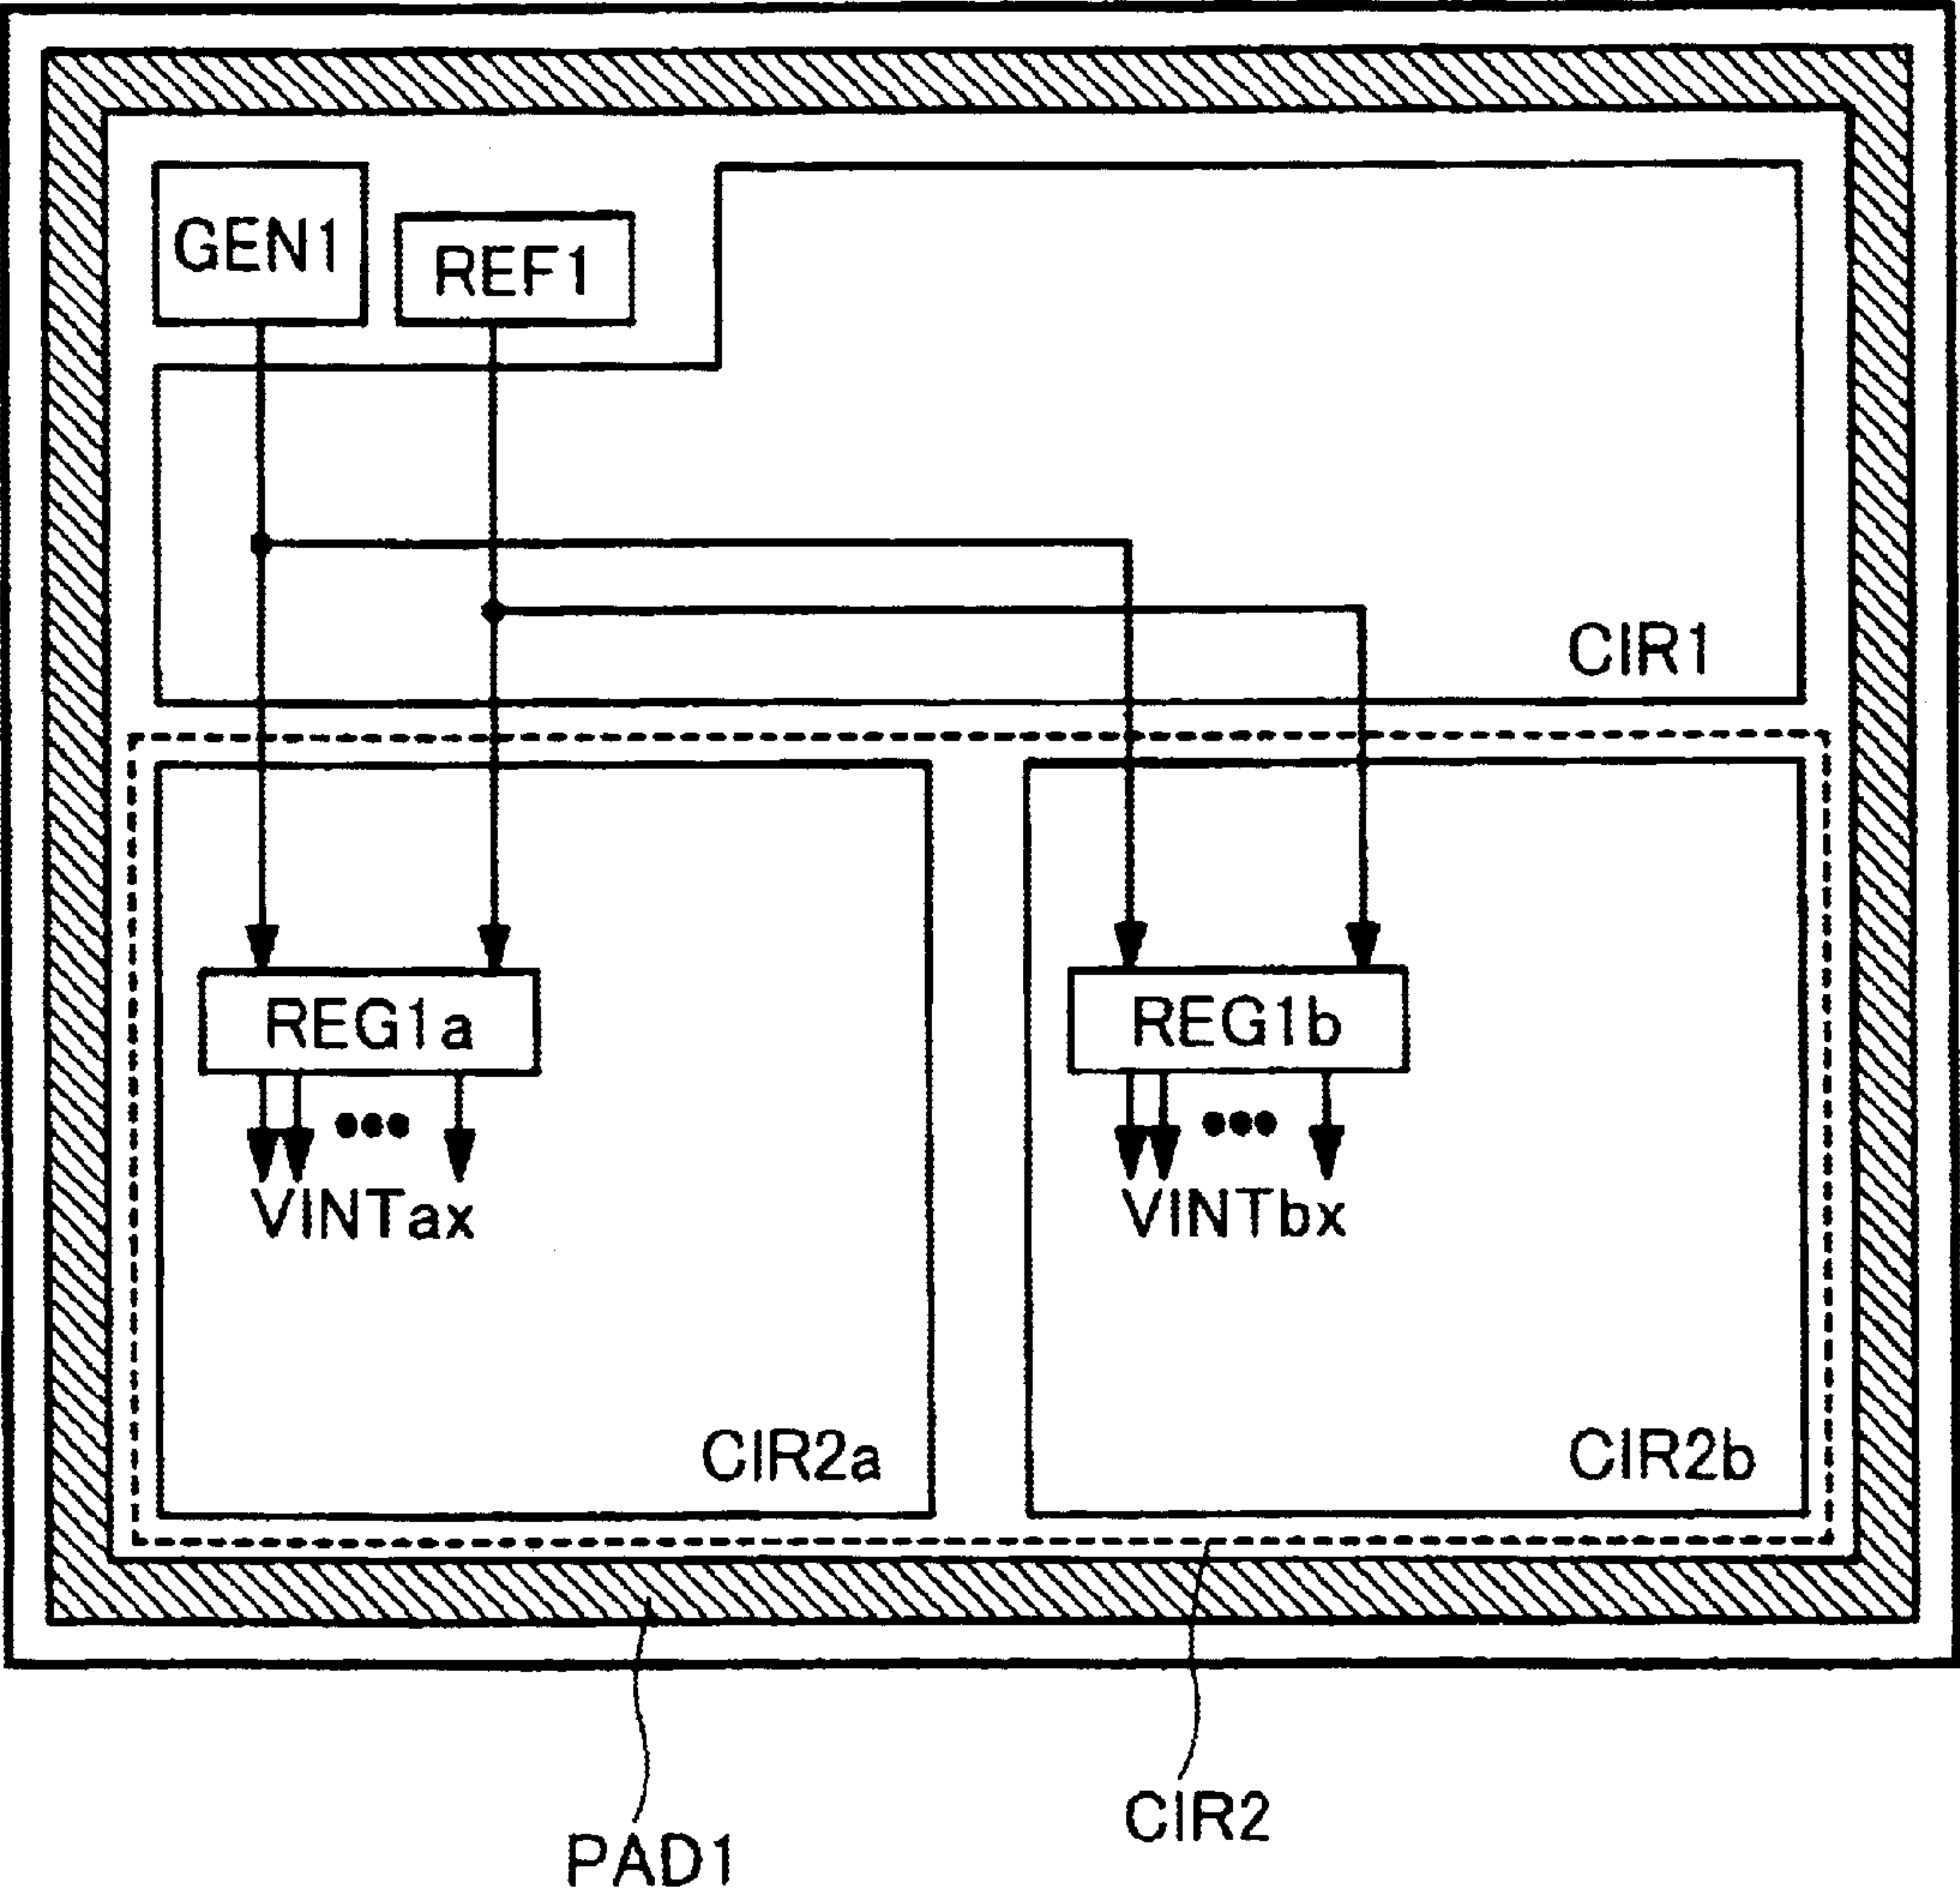 GEN1
REF1
CIR1
REG1a
REG1b
VINTax
VINTbx
CIR2a
CIR2b
CIR2
PAD1